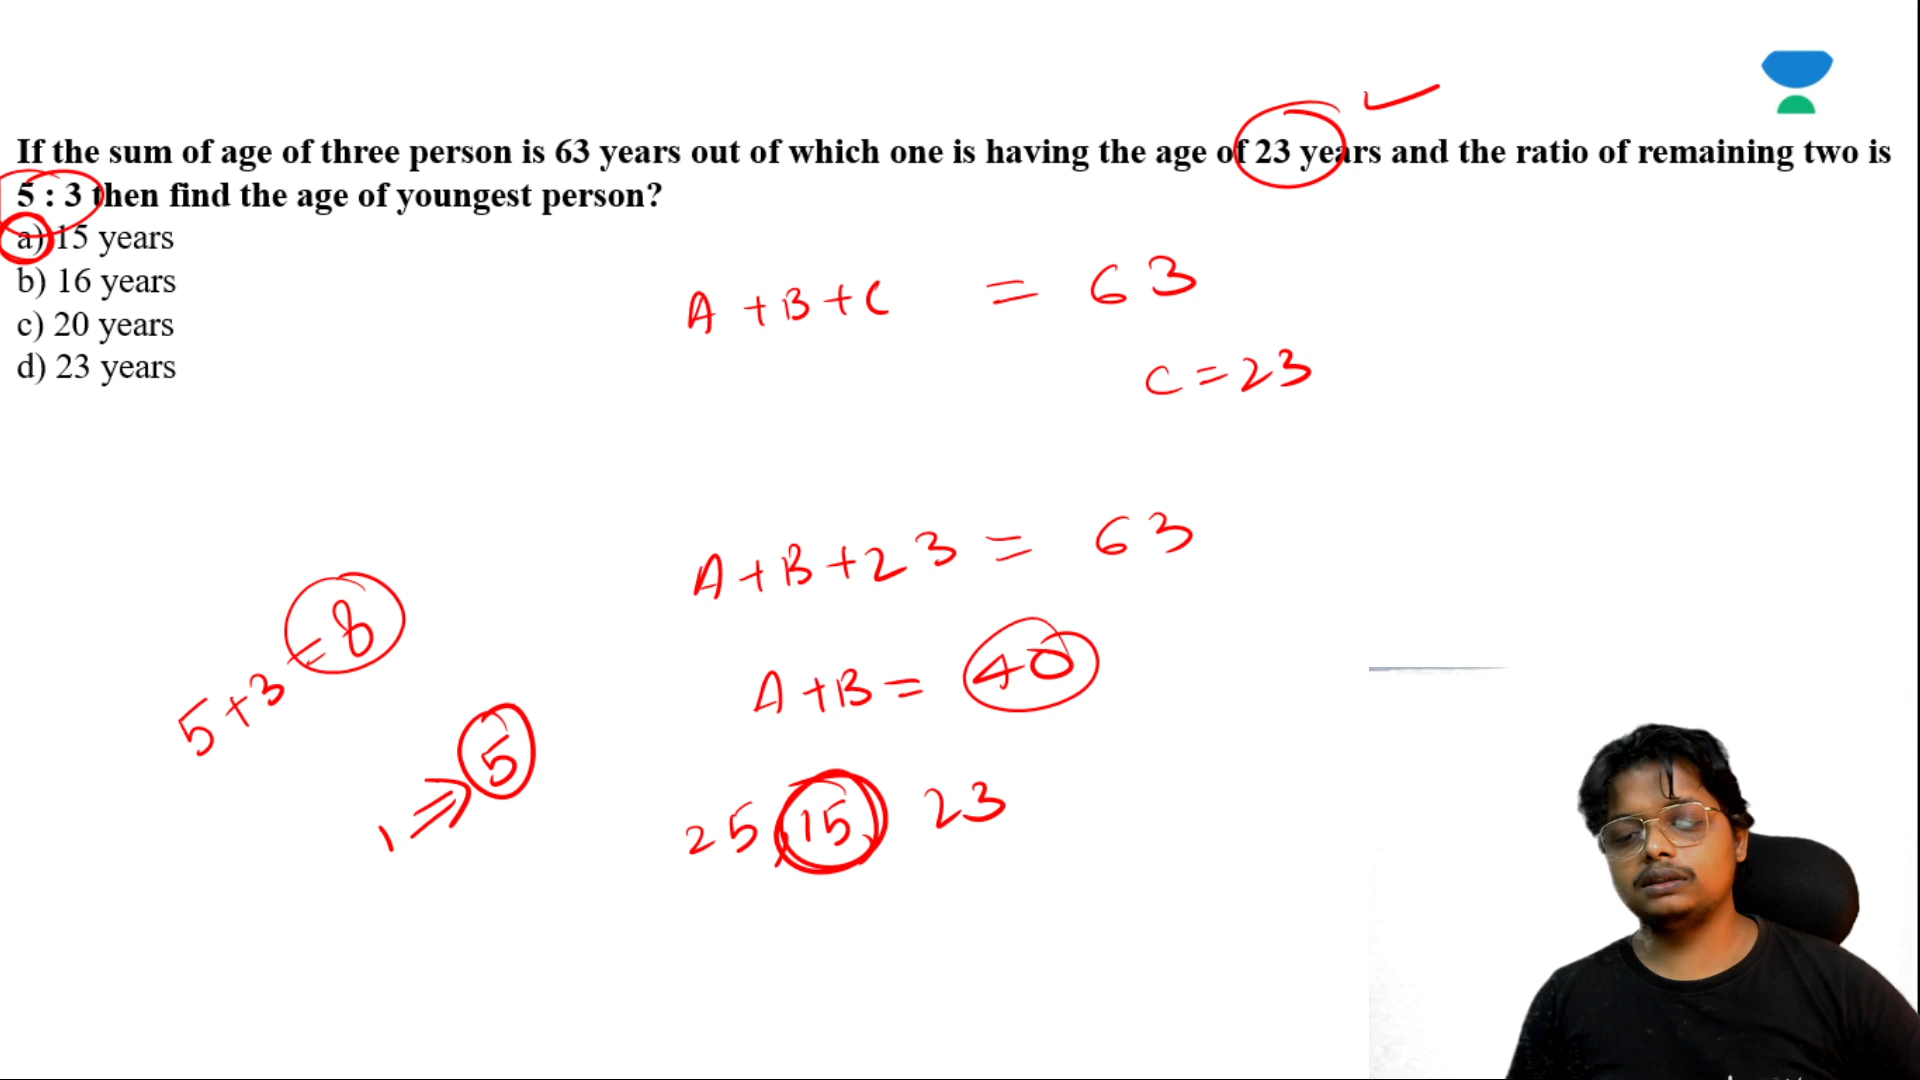 If the sum of age of three person is 63 years out of which one is having the age of 23 years and the ratio of remaining two is
5 : 3 then find the age of youngest person?
a) 15 years
b) 16 years
c) 20 years
d) 23 years
A + B + C = 63
C = 23
A + B + 23 = 63
5 + 3 = 8
A + B = 40
1 ⇒ 5
25, 15, 23